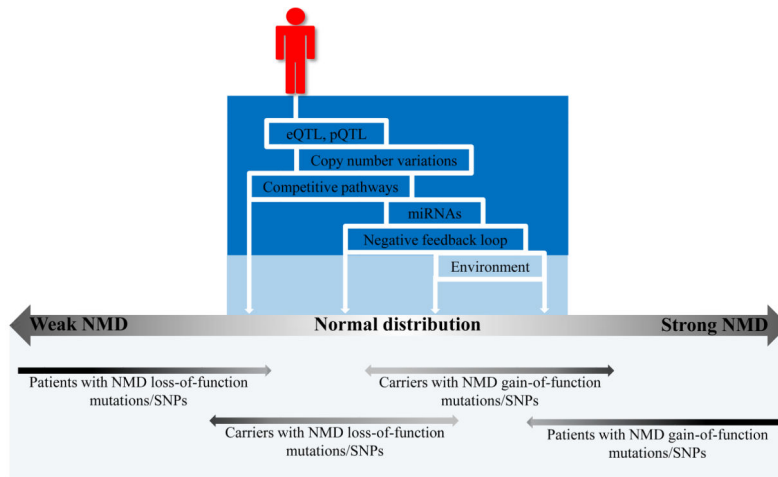 eQTL, pQTL
Copy number variations
Competitive pathways
miRNAs
Negative feedback loop
Environment
Weak NMD
Normal distribution
Strong NMD
Patients with NMD loss-of-function
mutations/SNPs
Carriers with NMD gain-of-function
mutations/SNPs
Carriers with NMD loss-of-function
mutations/SNPs
Patients with NMD gain-of-function
mutations/SNPs